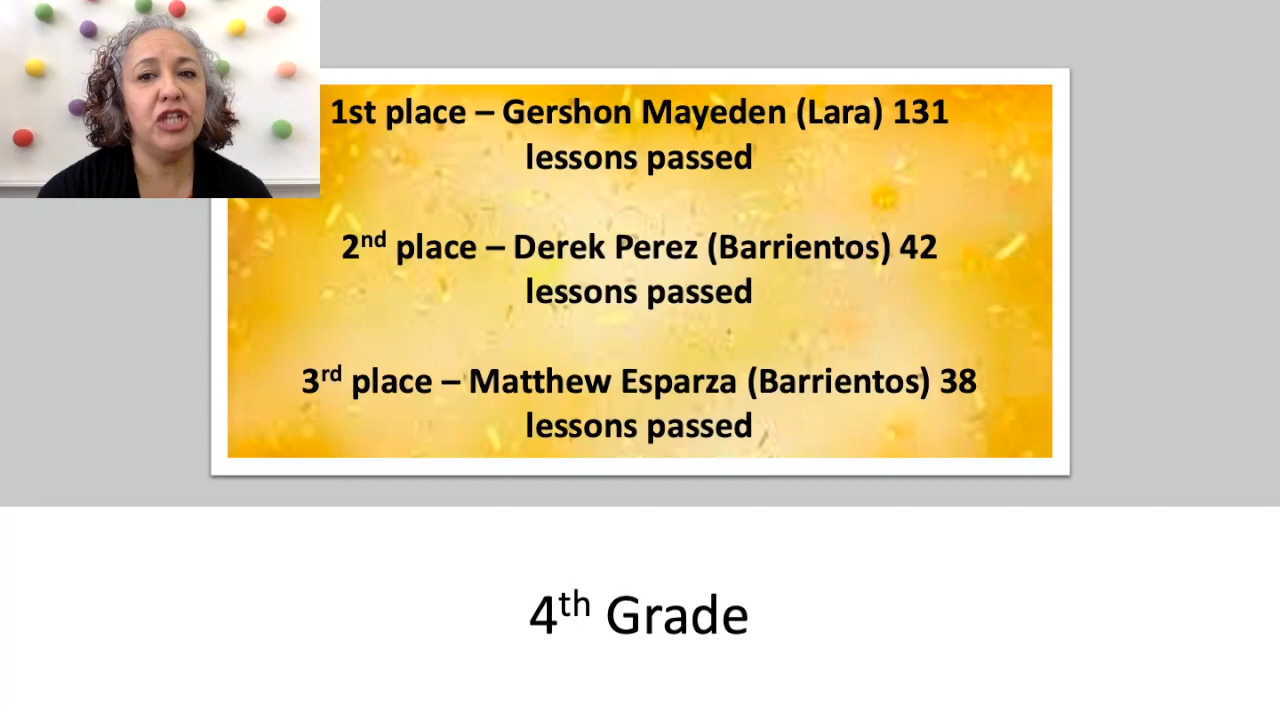 1st place – Gershon Mayeden (Lara) 131
lessons passed
2nd place – Derek Perez (Barrientos) 42
lessons passed
3rd place – Matthew Esparza (Barrientos) 38
lessons passed
4th Grade